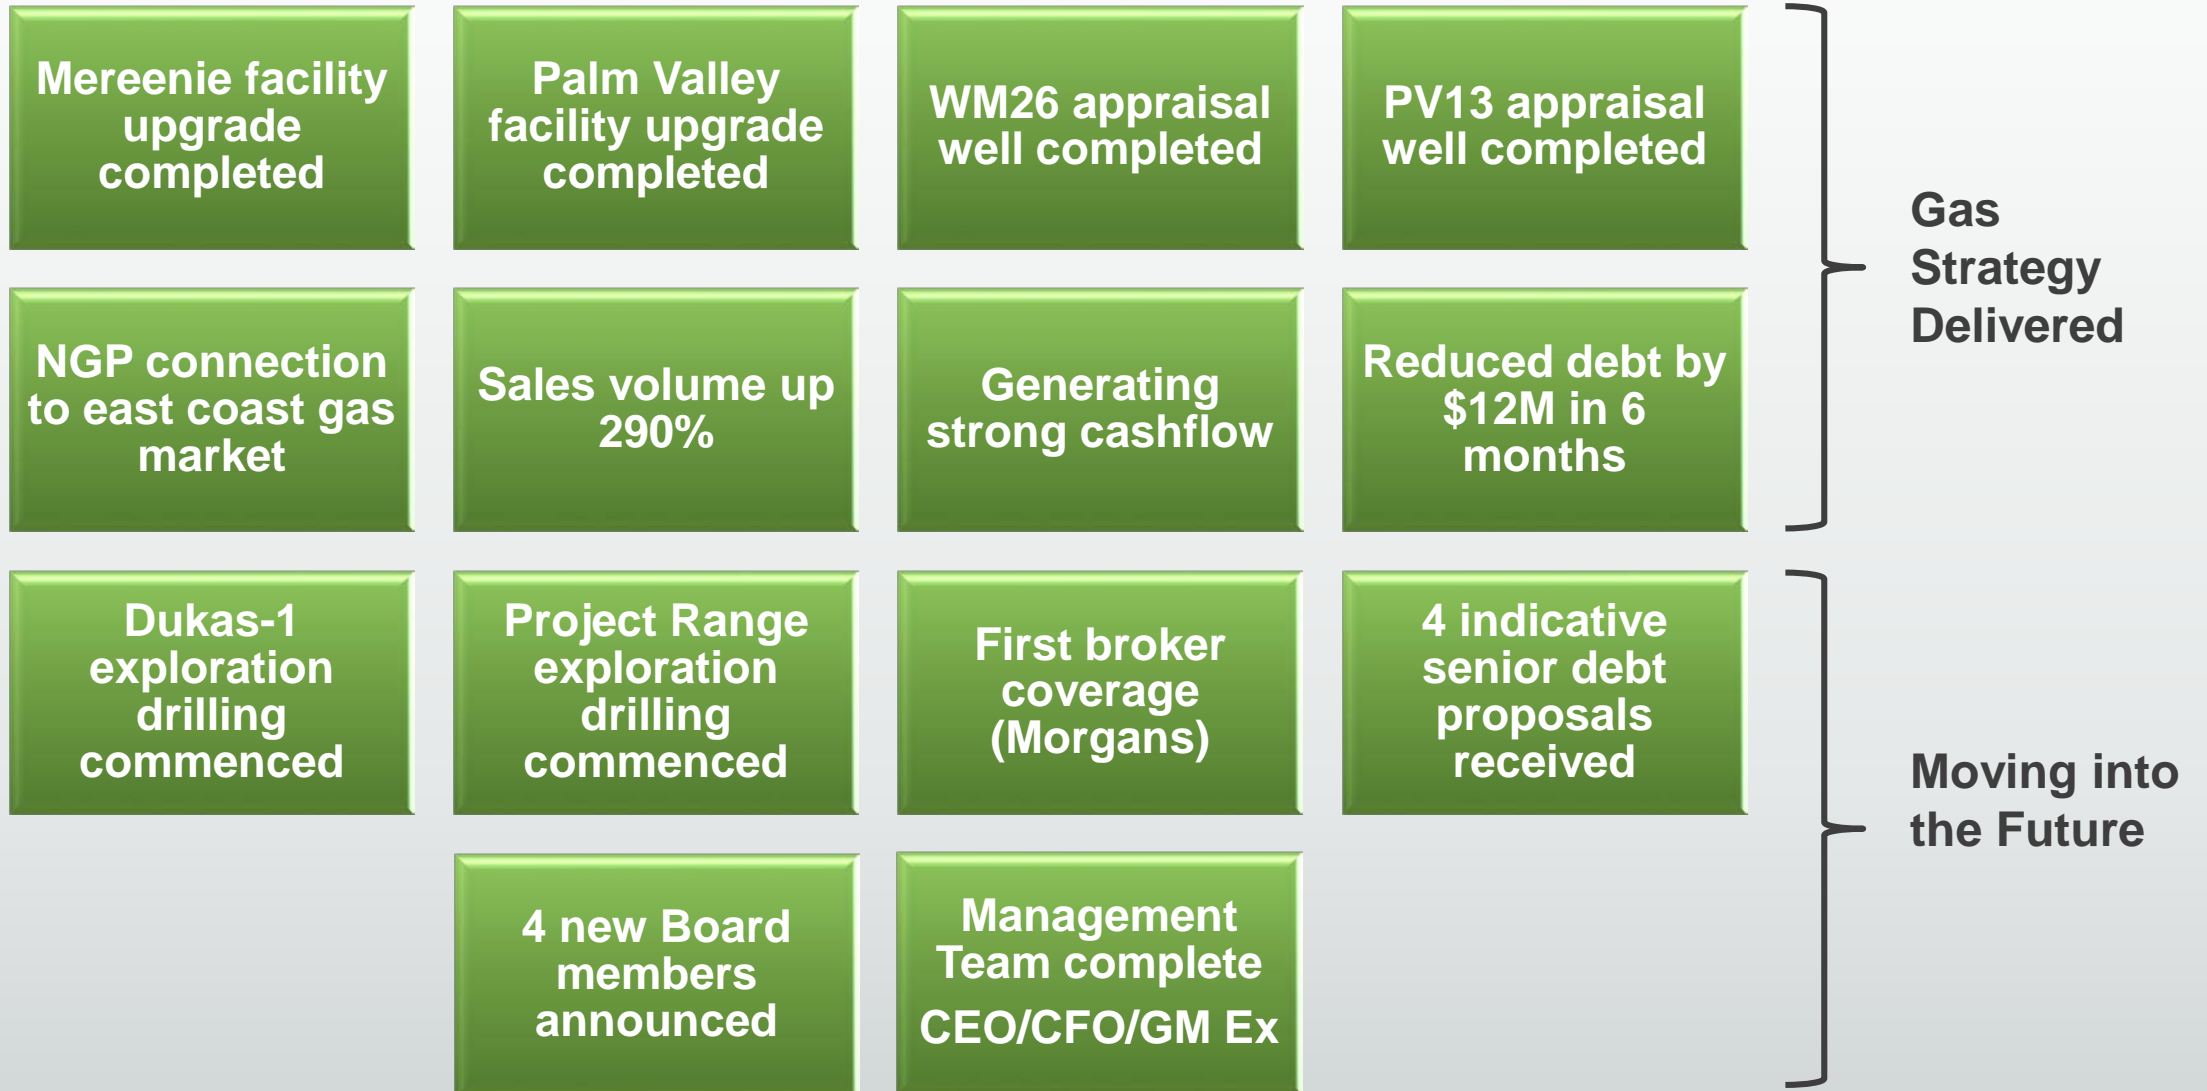 Mereenie facility
upgrade
completed
Palm Valley
facility upgrade
completed
WM26 appraisal
well completed
PV13 appraisal
well completed
NGP connection
to east coast gas
market
Sales volume up
290%
Generating
strong cashflow
Reduced debt by
$12M in 6
months
Gas
Strategy
Delivered
Dukas-1
exploration
drilling
commenced
Project Range
exploration
drilling
commenced
First broker
coverage
(Morgans)
4 indicative
senior debt
proposals
received
4 new Board
members
announced
Management
Team complete
CEO/CFO/GM Ex
Moving into
the Future